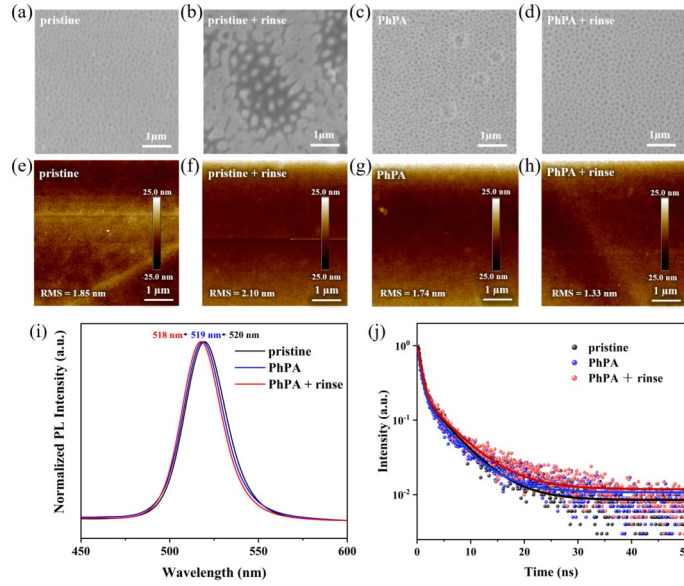 (a) pristine
1μm
(b) pristine + rinse
1μm
(c) PhPA
1μm
(d) PhPA + rinse
1μm
(e) pristine
25.0 nm
-25.0 nm
RMS = 1.85 nm
1 μm
(f) pristine + rinse
25.0 nm
-25.0 nm
RMS = 2.10 nm
1 μm
(g) PhPA
25.0 nm
-25.0 nm
RMS = 1.74 nm
1 μm
(h) PhPA + rinse
25.0 nm
-25.0 nm
RMS = 1.33 nm
1 μm
(i)
518 nm 519 nm 520 nm
pristine
PhPA
PhPA + rinse
Normalized PL Intensity (a.u.)
450 500 550 600
Wavelength (nm)
(j)
pristine
PhPA
PhPA + rinse
Intensity (a.u.)
10⁰
10⁻¹
10⁻²
0 10 20 30 40 50
Time (ns)